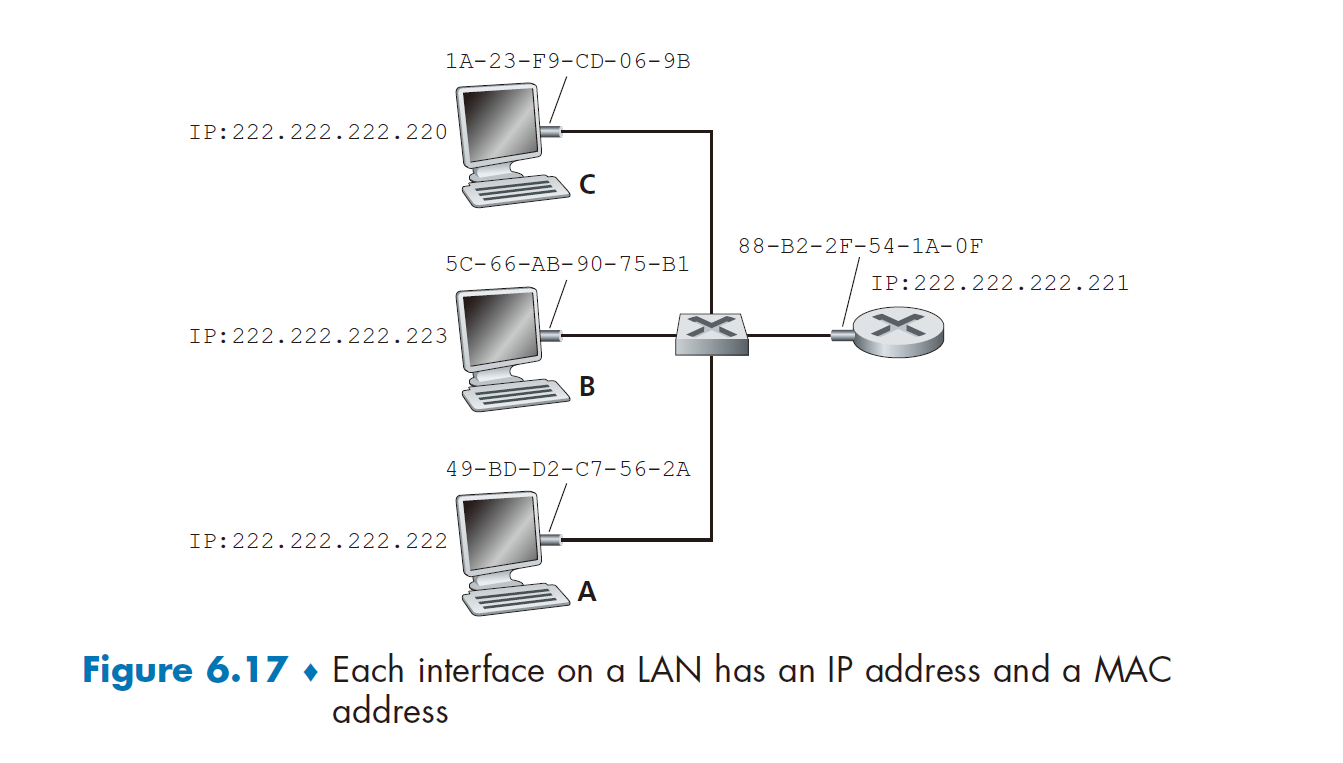 1A-23-F9-CD-06-9B
IP:222.222.222.220
C
88-B2-2F-54-1A-0F
5C-66-AB-90-75-B1
IP:222.222.222.221
IP:222.222.222.223
B
49-BD-D2-C7-56-2A
IP:222.222.222.222
A
Figure 6.17 ♦ Each interface on a LAN has an IP address and a MAC
address